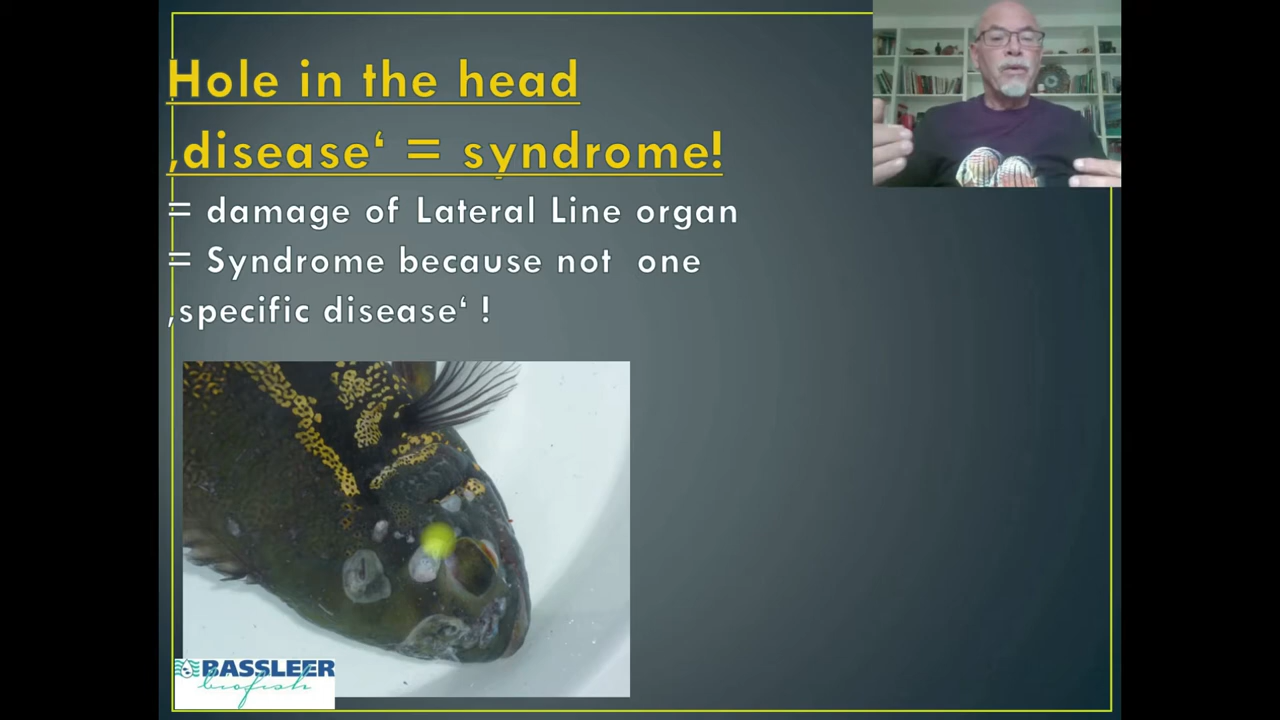 Hole in the head
‚disease‘ = syndrome!
= damage of Lateral Line organ
= Syndrome because not one
‚specific disease‘ !
BASSLEER
biofish